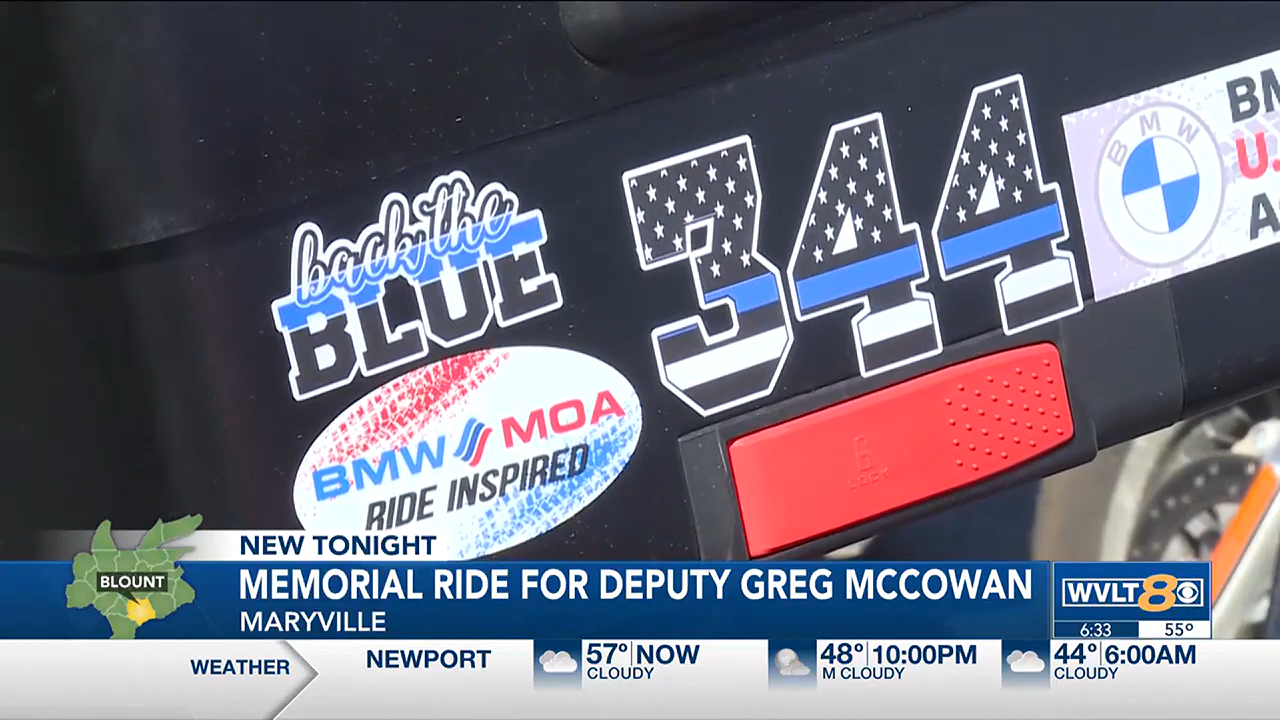 back the
BLUE
344
BMW
BMW MOA
RIDE INSPIRED
LOCK
NEW TONIGHT
BLOUNT
MEMORIAL RIDE FOR DEPUTY GREG MCCOWAN
MARYVILLE
WVLT 8
6:33 55°
WEATHER
NEWPORT
57° NOW
CLOUDY
48° 10:00PM
M CLOUDY
44° 6:00AM
CLOUDY